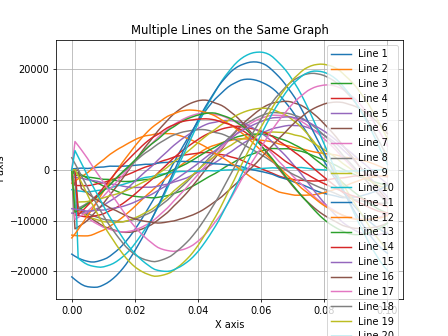 Multiple Lines on the Same Graph
20000
10000
0
−10000
−20000
0.00
0.02
0.04
0.06
X axis
Line 1
Line 2
Line 3
Line 4
Line 5
Line 6
Line 7
Line 8
Line 9
Line 10
Line 11
Line 12
Line 13
Line 14
Line 15
Line 16
Line 17
Line 18
Line 19